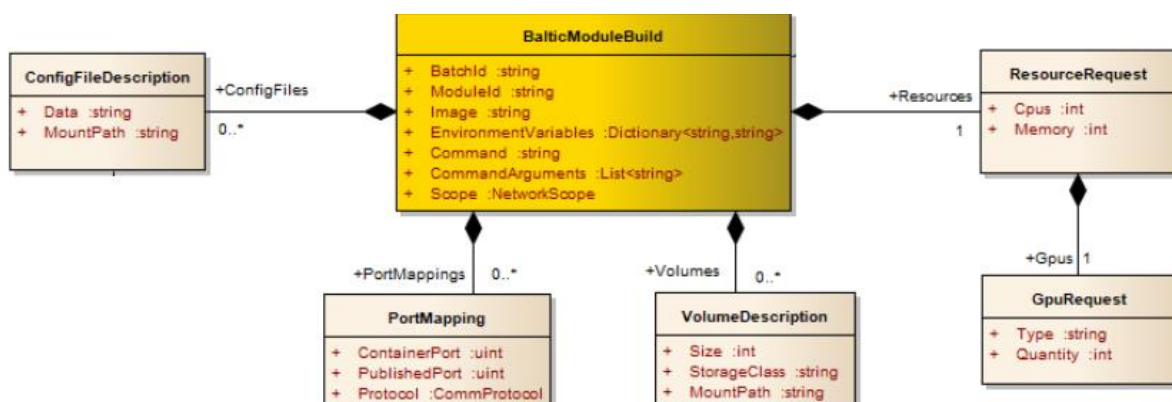 BalticModuleBuild
+ BatchId :string
+ ModuleId :string
+ Image :string
+ EnvironmentVariables :Dictionary<string,string>
+ Command :string
+ CommandArguments :List<string>
+ Scope :NetworkScope
ConfigFileDescription
+ Data :string
+ MountPath :string
+ConfigFiles
0..*
+Resources
1
ResourceRequest
+ Cpus :int
+ Memory :int
+Gpus 1
GpuRequest
+ Type :string
+ Quantity :int
+PortMappings 0..*
PortMapping
+ ContainerPort :uint
+ PublishedPort :uint
+ Protocol :CommProtocol
+Volumes 0..*
VolumeDescription
+ Size :int
+ StorageClass :string
+ MountPath :string